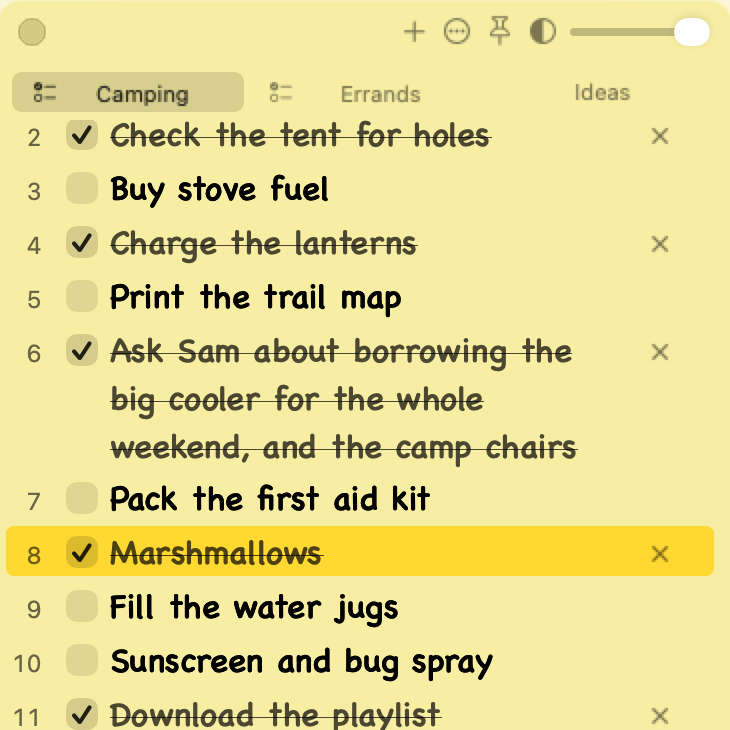 Camping Errands Ideas
2 Check the tent for holes
3 Buy stove fuel
4 Charge the lanterns
5 Print the trail map
6 Ask Sam about borrowing the
big cooler for the whole
weekend, and the camp chairs
7 Pack the first aid kit
8 Marshmallows
9 Fill the water jugs
10 Sunscreen and bug spray
11 Download the playlist